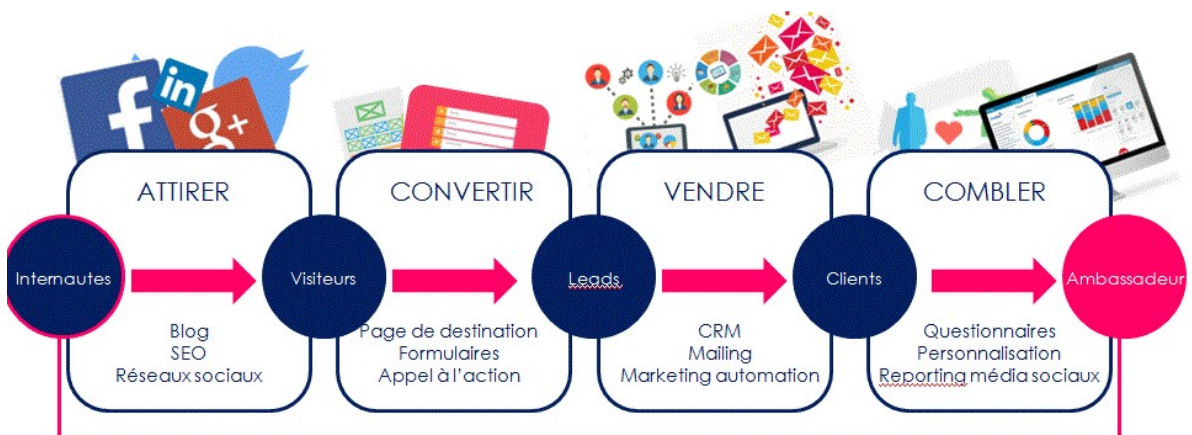 f
in
g+
ATTIRER
CONVERTIR
VENDRE
COMBLER
Internautes
Visiteurs
Leads
Clients
Ambassadeur
Blog
SEO
Réseaux sociaux
Page de destination
Formulaires
Appel à l'action
CRM
Mailing
Marketing automation
Questionnaires
Personnalisation
Reporting média sociaux